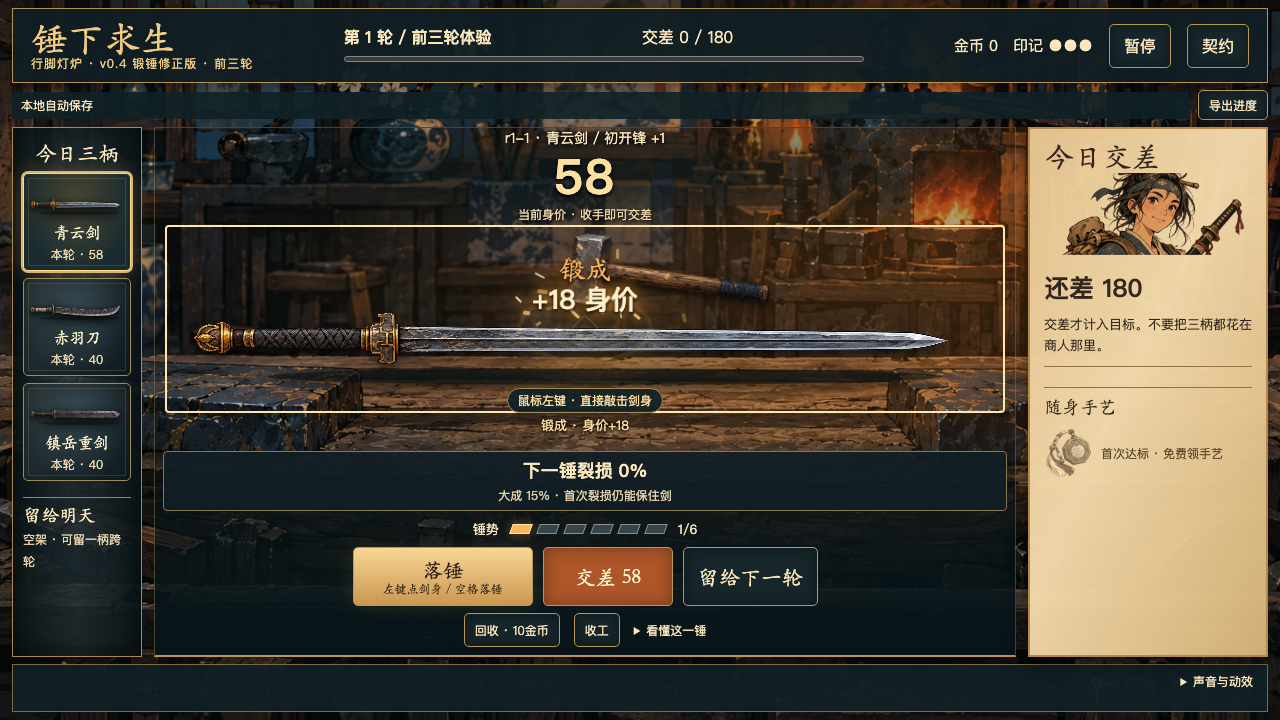 锤下求生
行脚灯炉 · v0.4 锻锤修正版 · 前三轮
第 1 轮 / 前三轮体验
交差 0 / 180
金币 0
印记
暂停
契约
本地自动保存
导出进度
今日三柄
青云剑
本轮 · 58
赤羽刀
本轮 · 40
镇岳重剑
本轮 · 40
留给明天
空架 · 可留一柄跨
轮
r1-1 · 青云剑 / 初开锋 +1
58
当前身价 · 收手即可交差
锻成
+18 身价
鼠标左键 · 直接敲击剑身
锻成 · 身价+18
下一锤裂损 0%
大成 15% · 首次裂损仍能保住剑
锤势
1/6
落锤
左键点剑身 / 空格落锤
交差 58
留给下一轮
回收 · 10金币
收工
看懂这一锤
今日交差
还差 180
交差才计入目标。不要把三柄都花在
商人那里。
随身手艺
首次达标 · 免费领手艺
声音与动效